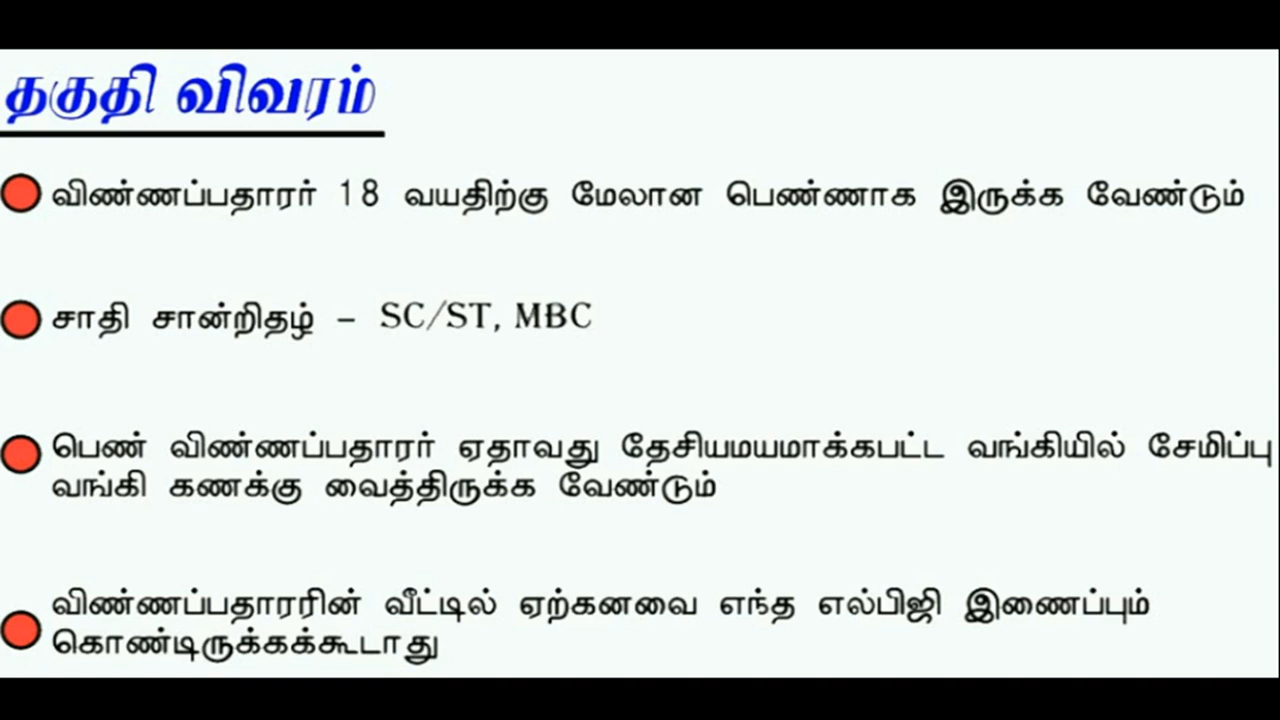 தகுதி விவரம்
விண்ணப்பதாரர் 18 வயதிற்கு மேலான பெண்ணாக இருக்க வேண்டும்
சாதி சான்றிதழ் – SC/ST, MBC
பெண் விண்ணப்பதாரர் ஏதாவது தேசியமயமாக்கபட்ட வங்கியில் சேமிப்பு
வங்கி கணக்கு வைத்திருக்க வேண்டும்
விண்ணப்பதாரரின் வீட்டில் ஏற்கனவை எந்த எல்பிஜி இணைப்பும்
கொண்டிருக்கக்கூடாது